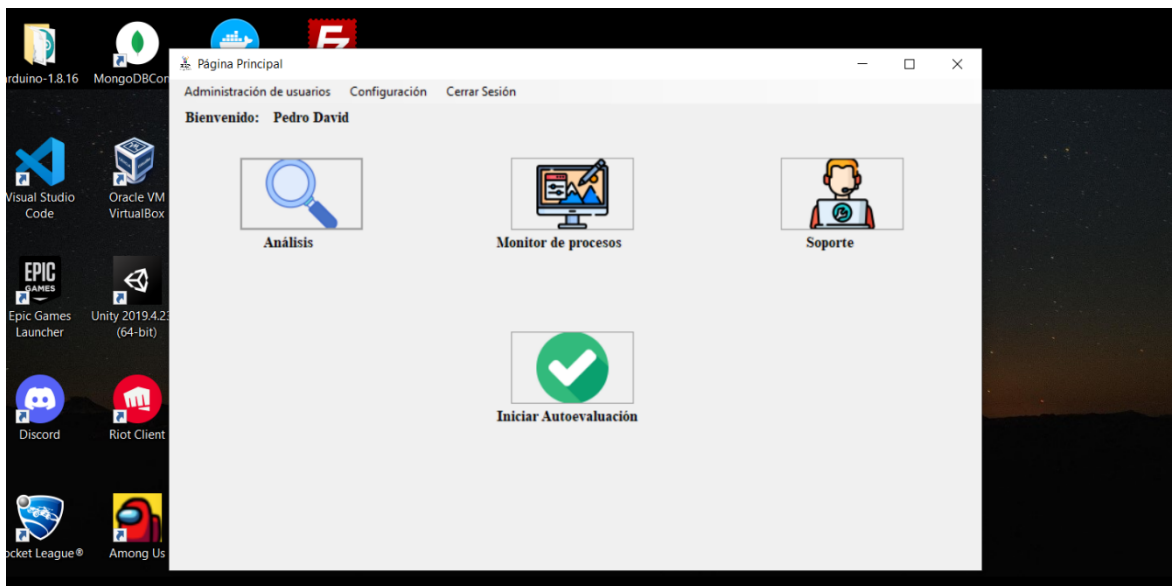 rduino-1.8.16
MongoDBCon
Página Principal
Administración de usuarios Configuración Cerrar Sesión
Bienvenido: Pedro David
Visual Studio
Code
Oracle VM
VirtualBox
Análisis
Monitor de procesos
Soporte
EPIC
GAMES
Epic Games
Launcher
Unity 2019.4.23
(64-bit)
Iniciar Autoevaluación
Discord
Riot Client
ocket League®
Among Us